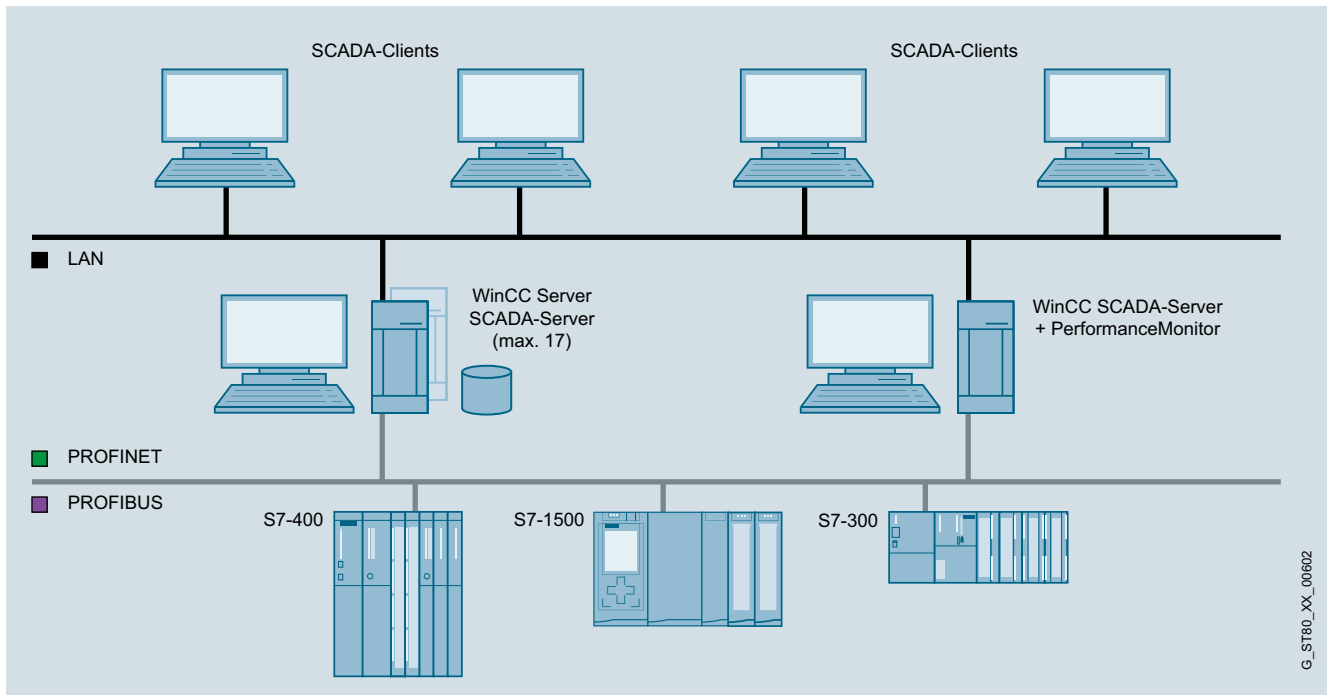 SCADA-Clients
SCADA-Clients
LAN
WinCC Server
SCADA-Server
(max. 17)
WinCC SCADA-Server
+ PerformanceMonitor
PROFINET
PROFIBUS
S7-400
S7-1500
S7-300
G_ST80_XX_00602